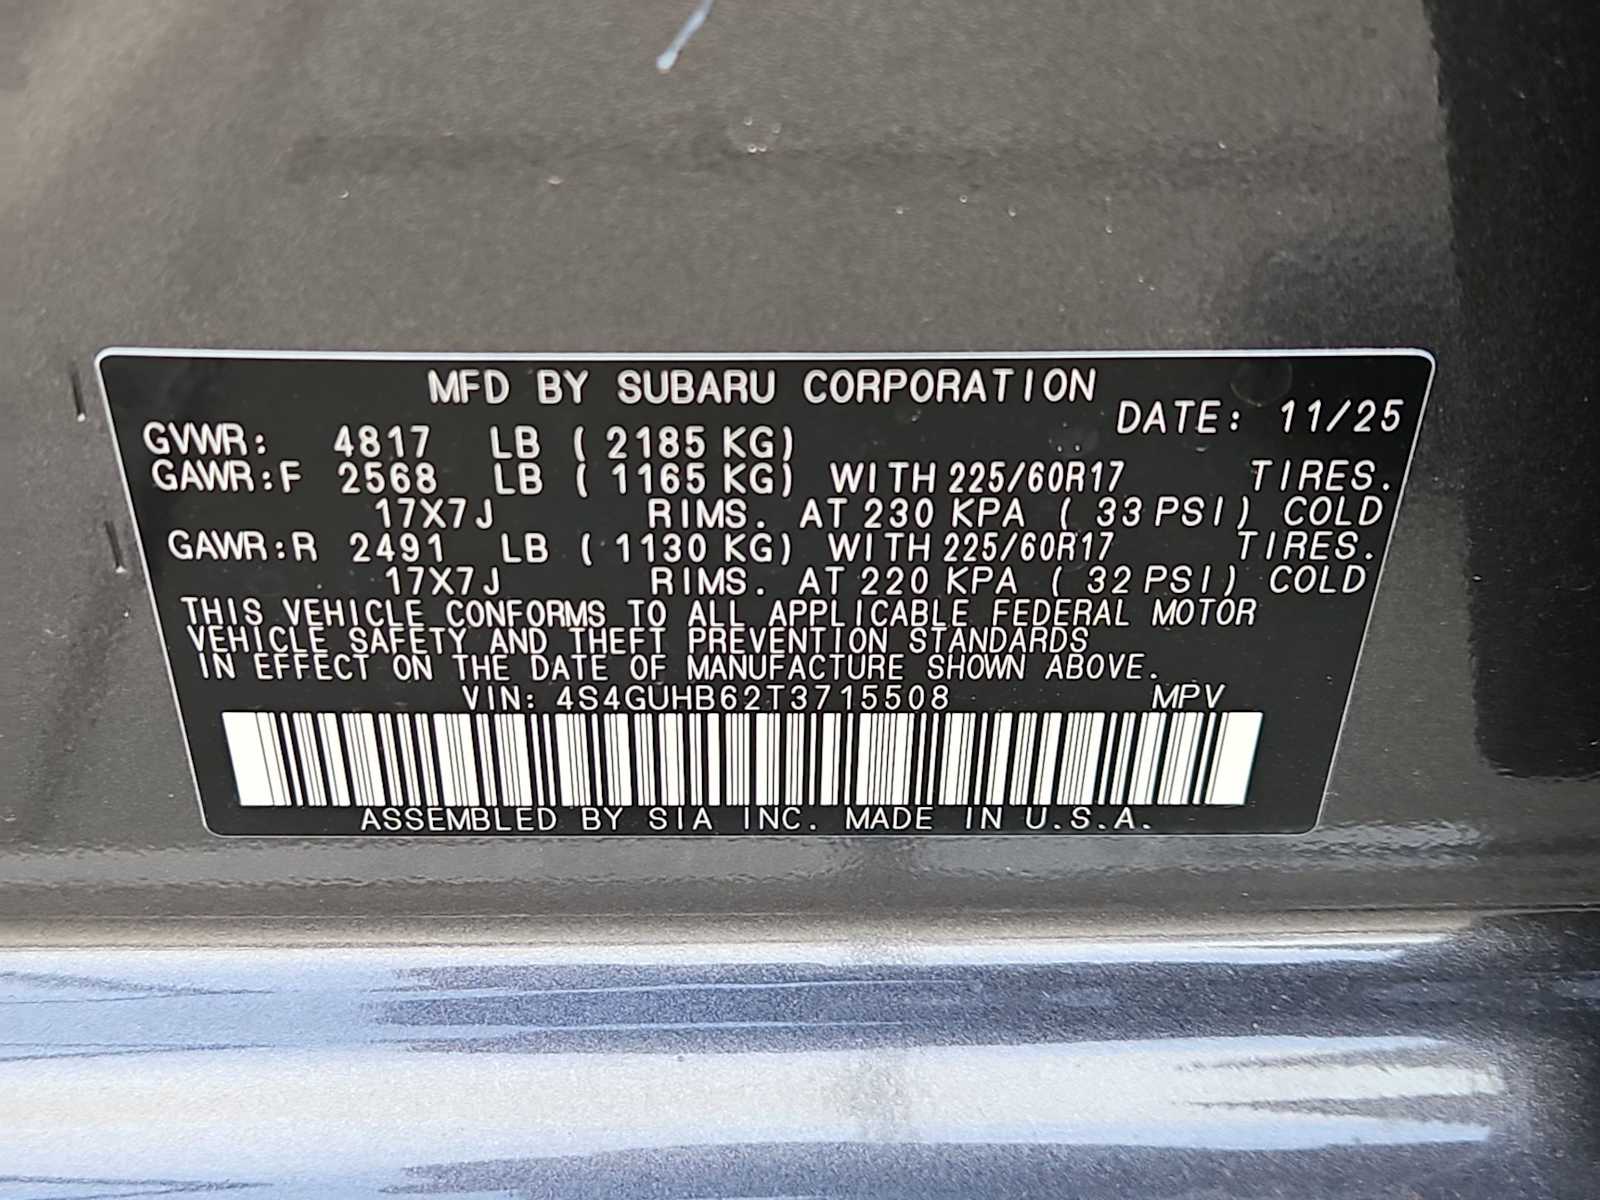 MFD BY SUBARU CORPORATION
DATE: 11/25
GVWR: 4817 LB ( 2185 KG)
GAWR:F 2568 LB ( 1165 KG) WITH 225/60R17 TIRES.
17X7J RIMS. AT 230 KPA ( 33 PSI) COLD
GAWR:R 2491 LB ( 1130 KG) WITH 225/60R17 TIRES.
17X7J RIMS. AT 220 KPA ( 32 PSI) COLD
THIS VEHICLE CONFORMS TO ALL APPLICABLE FEDERAL MOTOR
VEHICLE SAFETY AND THEFT PREVENTION STANDARDS
IN EFFECT ON THE DATE OF MANUFACTURE SHOWN ABOVE.
VIN: 4S4GUHB62T3715508 MPV
ASSEMBLED BY SIA INC. MADE IN U.S.A.